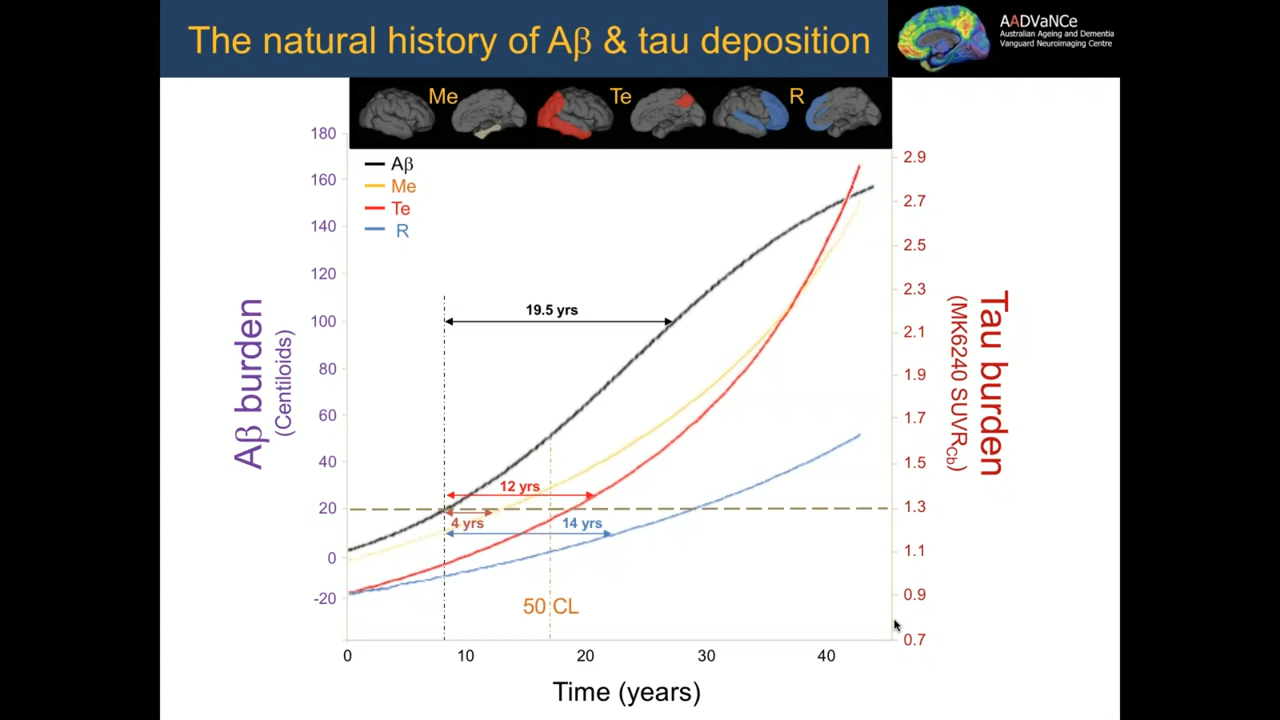 The natural history of Aβ & tau deposition
AADVaNCe
Australian Ageing and Dementia
Vanguard Neuroimaging Centre
Me
Te
R
Aβ
Me
Te
R
180
160
140
120
100
80
60
40
20
0
-20
Aβ burden
(Centiloids)
19.5 yrs
12 yrs
4 yrs
14 yrs
50 CL
2.9
2.7
2.5
2.3
2.1
1.9
1.7
1.5
1.3
1.1
0.9
0.7
Tau burden
(MK6240 SUVRCb)
0
10
20
30
40
Time (years)